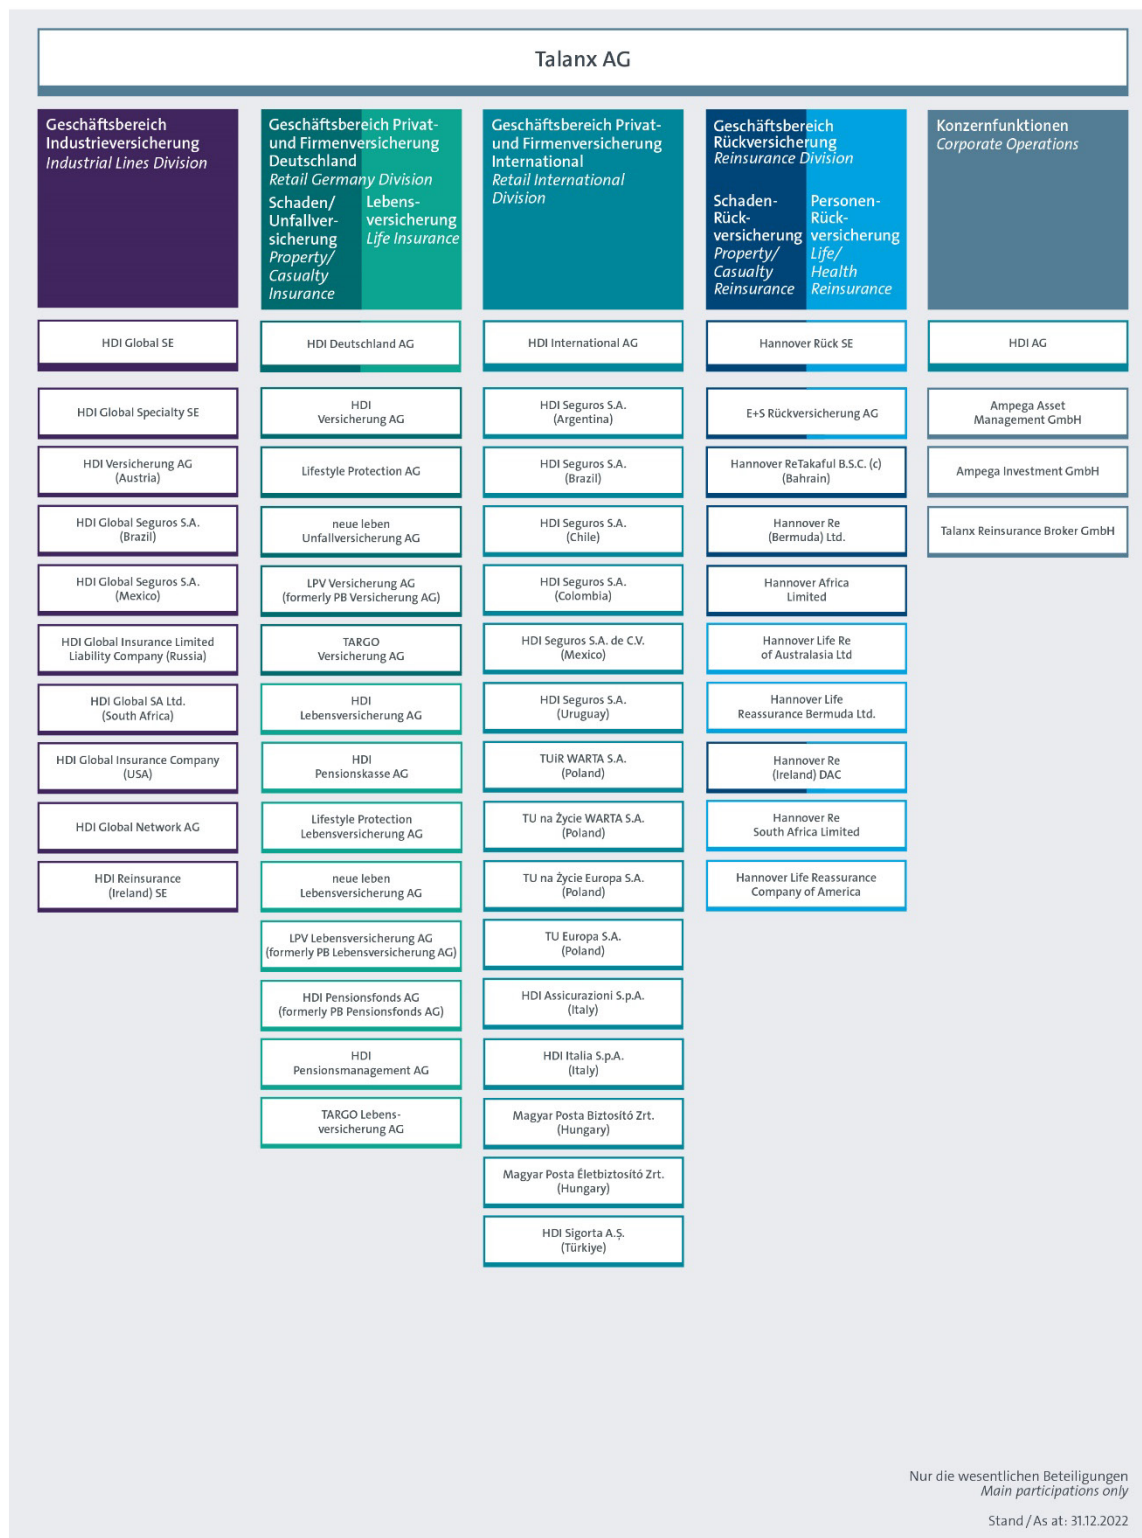 Talanx AG
Geschäftsbereich
Industrieversicherung
Industrial Lines Division
Geschäftsbereich Privat-
und Firmenversicherung
Deutschland
Retail Germany Division
Schaden/
Unfallver-
sicherung
Property/
Casualty
Insurance
Lebens-
versicherung
Life Insurance
Geschäftsbereich Privat-
und Firmenversicherung
International
Retail International
Division
Geschäftsbereich
Rückversicherung
Reinsurance Division
Schaden-
Rück-
versicherung
Property/
Casualty
Reinsurance
Personen-
Rück-
versicherung
Life/
Health
Reinsurance
Konzernfunktionen
Corporate Operations
HDI Global SE
HDI Global Specialty SE
HDI Versicherung AG
(Austria)
HDI Global Seguros S.A.
(Brazil)
HDI Global Seguros S.A.
(Mexico)
HDI Global Insurance Limited
Liability Company (Russia)
HDI Global SA Ltd.
(South Africa)
HDI Global Insurance Company
(USA)
HDI Global Network AG
HDI Reinsurance
(Ireland) SE
HDI Deutschland AG
HDI
Versicherung AG
Lifestyle Protection AG
neue leben
Unfallversicherung AG
LPV Versicherung AG
(formerly PB Versicherung AG)
TARGO
Versicherung AG
HDI
Lebensversicherung AG
HDI
Pensionskasse AG
Lifestyle Protection
Lebensversicherung AG
neue leben
Lebensversicherung AG
LPV Lebensversicherung AG
(formerly PB Lebensversicherung AG)
HDI Pensionsfonds AG
(formerly PB Pensionsfonds AG)
HDI
Pensionsmanagement AG
TARGO Lebens-
versicherung AG
HDI International AG
HDI Seguros S.A.
(Argentina)
HDI Seguros S.A.
(Brazil)
HDI Seguros S.A.
(Chile)
HDI Seguros S.A.
(Colombia)
HDI Seguros S.A. de C.V.
(Mexico)
HDI Seguros S.A.
(Uruguay)
TUiR WARTA S.A.
(Poland)
TU na Życie WARTA S.A.
(Poland)
TU na Życie Europa S.A.
(Poland)
TU Europa S.A.
(Poland)
HDI Assicurazioni S.p.A.
(Italy)
HDI Italia S.p.A.
(Italy)
Magyar Posta Biztosító Zrt.
(Hungary)
Magyar Posta Életbiztosító Zrt.
(Hungary)
HDI Sigorta A.Ş.
(Türkiye)
Hannover Rück SE
E+S Rückversicherung AG
Hannover ReTakaful B.S.C. (c)
(Bahrain)
Hannover Re
(Bermuda) Ltd.
Hannover Africa
Limited
Hannover Life Re
of Australasia Ltd
Hannover Life
Reassurance Bermuda Ltd.
Hannover Re
(Ireland) DAC
Hannover Re
South Africa Limited
Hannover Life Reassurance
Company of America
HDI AG
Ampega Asset
Management GmbH
Ampega Investment GmbH
Talanx Reinsurance Broker GmbH
Nur die wesentlichen Beteiligungen
Main participations only
Stand / As at: 31.12.2022